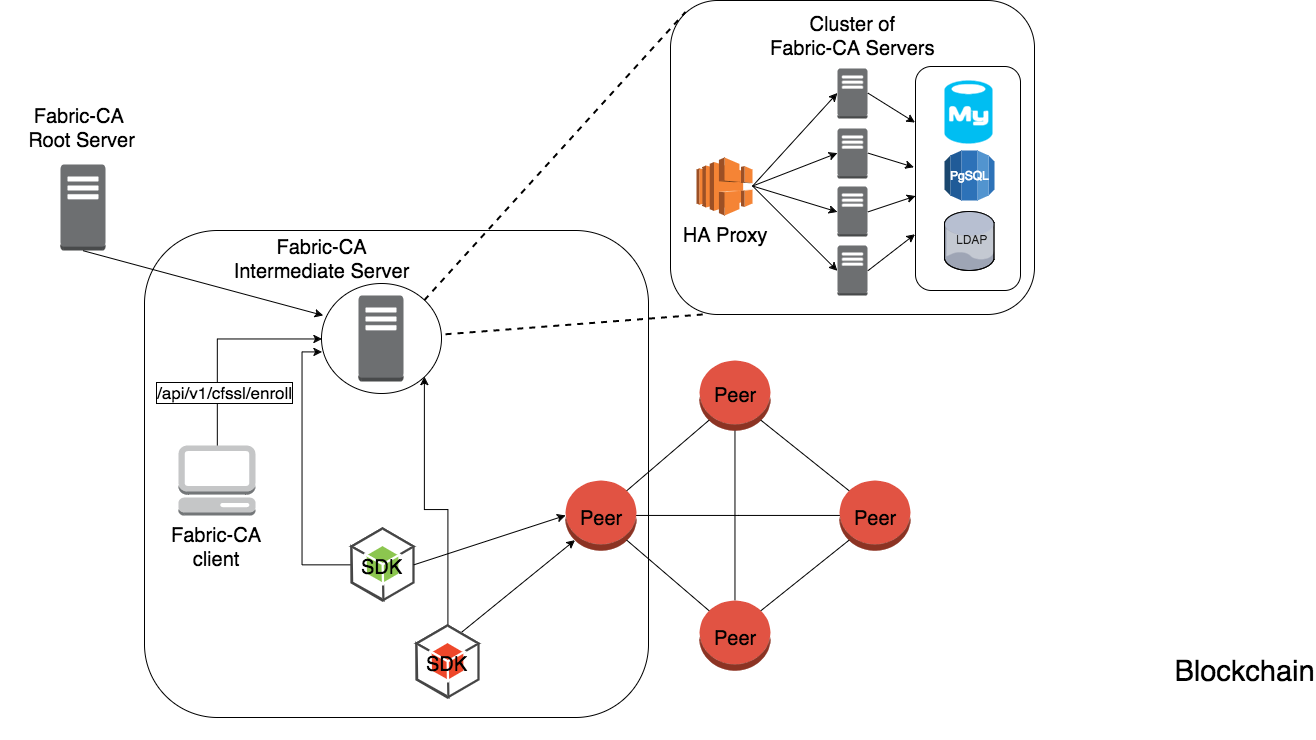 Cluster of
Fabric-CA Servers
My
PgSQL
LDAP
HA Proxy
Fabric-CA
Root Server
Fabric-CA
Intermediate Server
/api/v1/cfssl/enroll
Fabric-CA
client
SDK
SDK
Peer
Peer
Peer
Peer
Blockchain